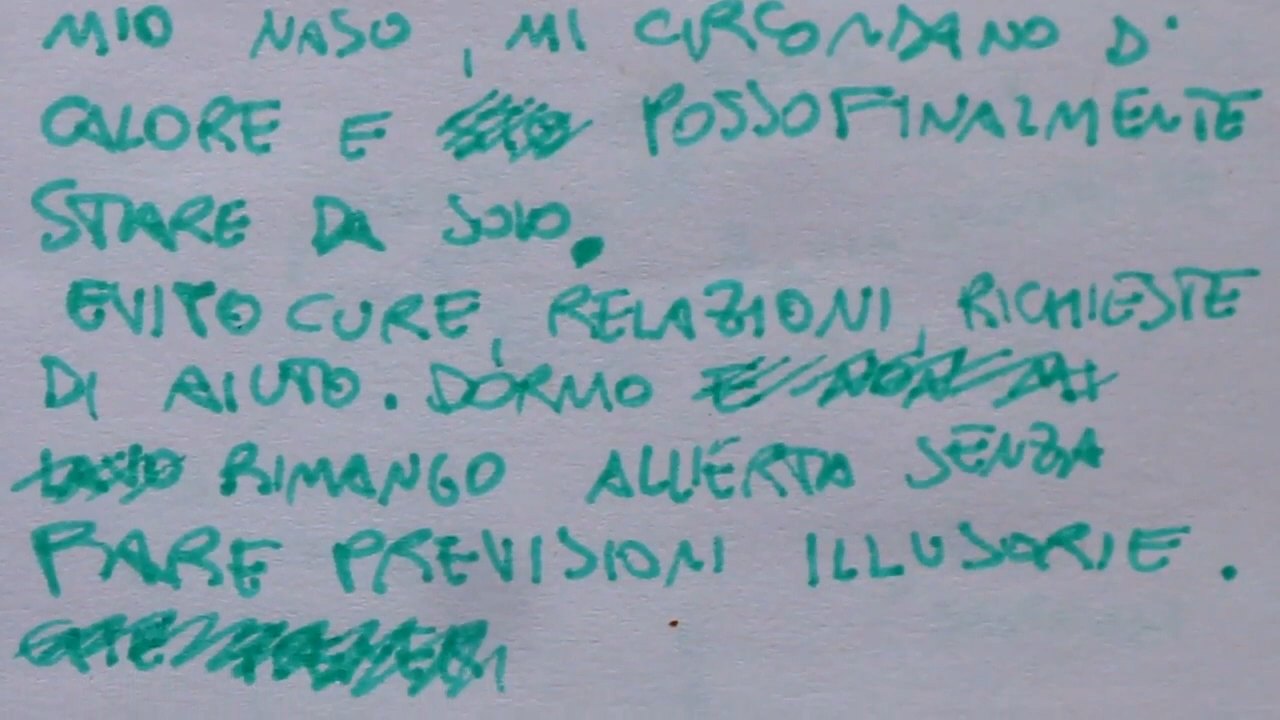 MIO NASO, MI CIRCONDANO DI
CALORE E POSSO FINALMENTE
STARE DA SOLO.
EVITO CURE, RELAZIONI, RICHIESTE
DI AIUTO. DORMO
RIMANGO ALLERTA SENZA
FARE PREVISIONI ILLUSORIE.